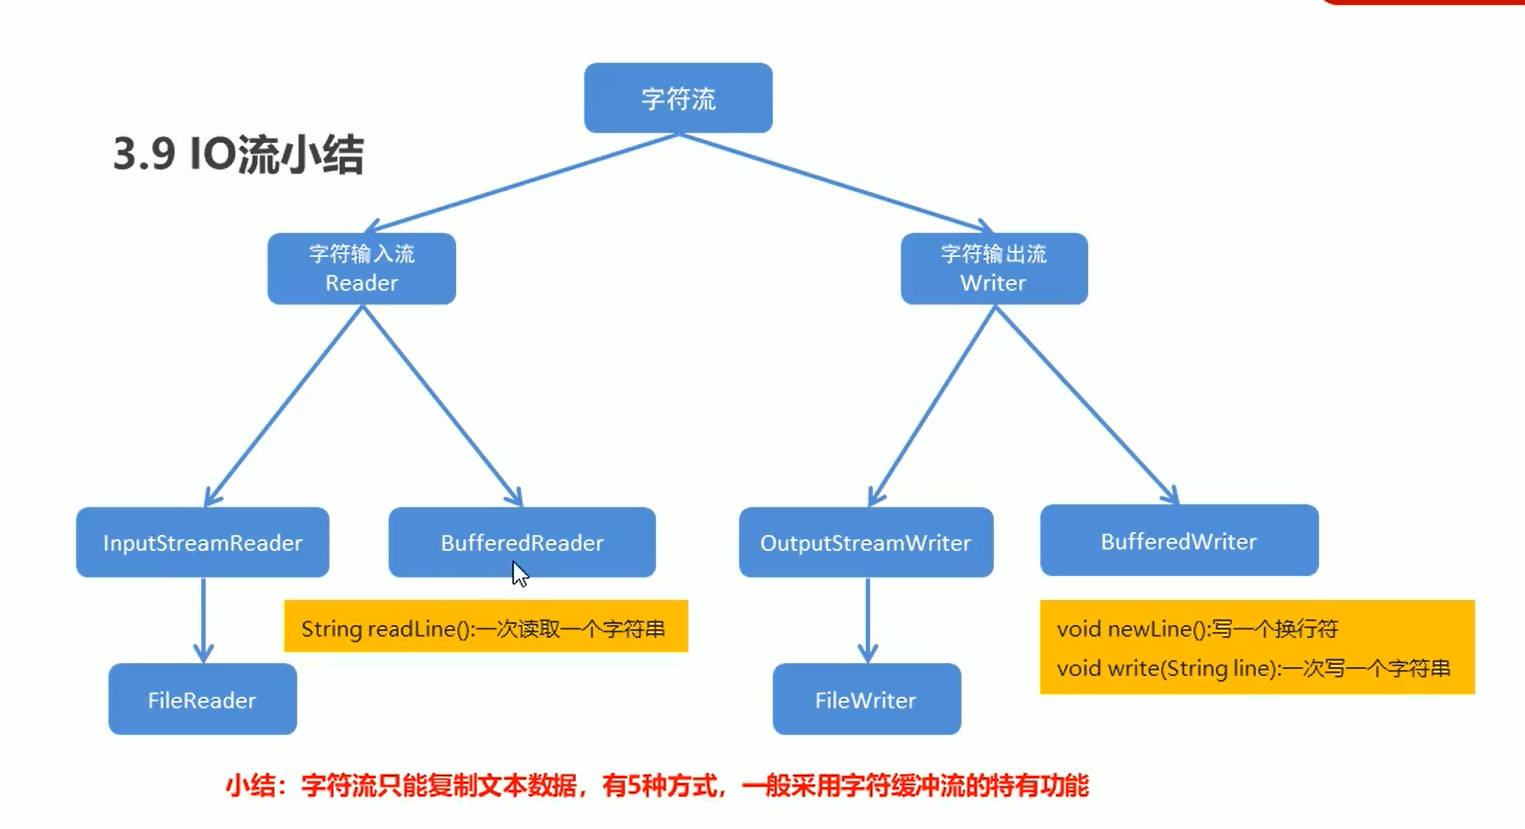 字符流
3.9 IO流小结
字符输入流
Reader
字符输出流
Writer
InputStreamReader
BufferedReader
OutputStreamWriter
BufferedWriter
String readLine():一次读取一个字符串
void newLine():写一个换行符
void write(String line):一次写一个字符串
FileReader
FileWriter
小结：字符流只能复制文本数据，有5种方式，一般采用字符缓冲流的特有功能